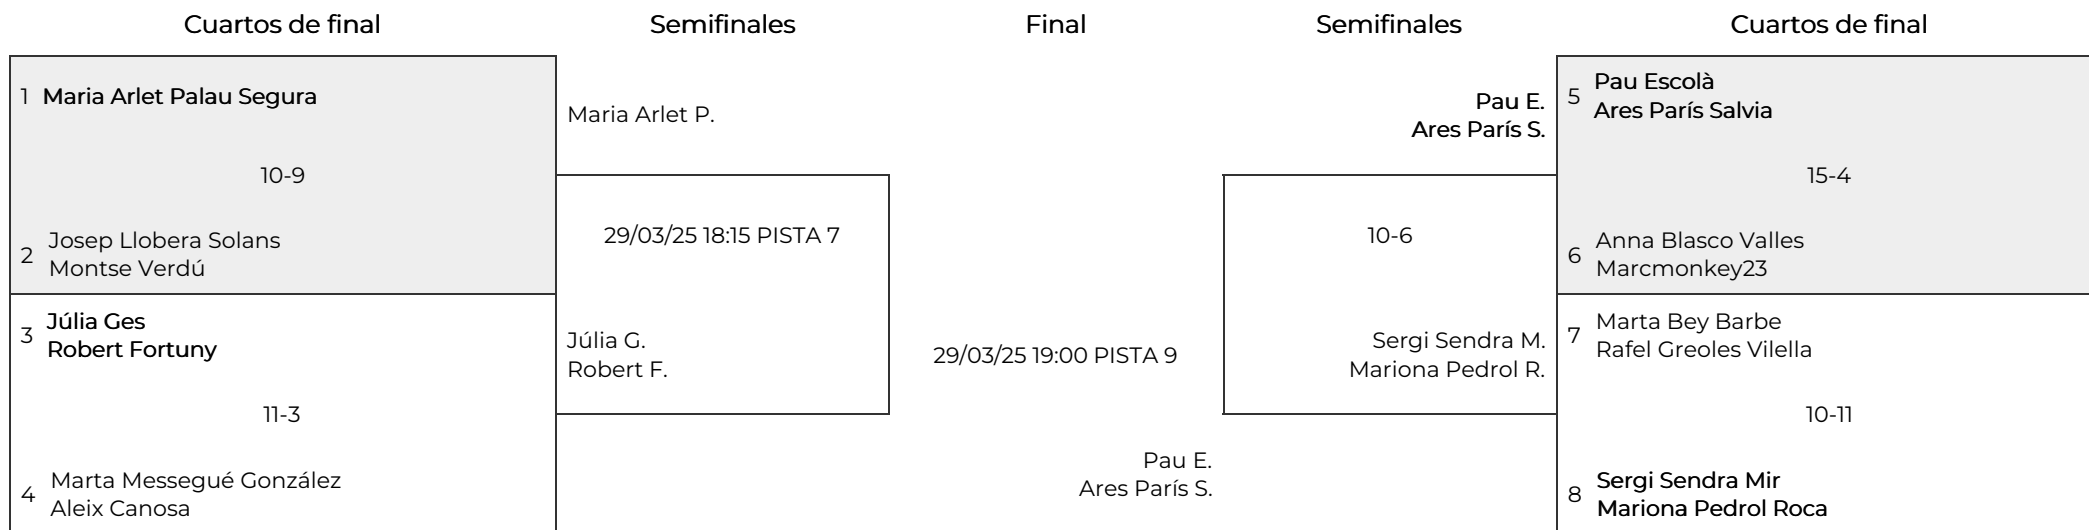 Cuartos de final
Semifinales
Final
Semifinales
Cuartos de final
1 Maria Arlet Palau Segura
10-9
2 Josep Llobera Solans
Montse Verdú
3 Júlia Ges
Robert Fortuny
11-3
4 Marta Messegué González
Aleix Canosa
Maria Arlet P.
29/03/25 18:15 PISTA 7
Júlia G.
Robert F.
29/03/25 19:00 PISTA 9
Pau E.
Ares París S.
Pau E.
Ares París S.
10-6
Sergi Sendra M.
Mariona Pedrol R.
5 Pau Escolà
Ares París Salvia
15-4
6 Anna Blasco Valles
Marcmonkey23
7 Marta Bey Barbe
Rafel Greoles Vilella
10-11
8 Sergi Sendra Mir
Mariona Pedrol Roca